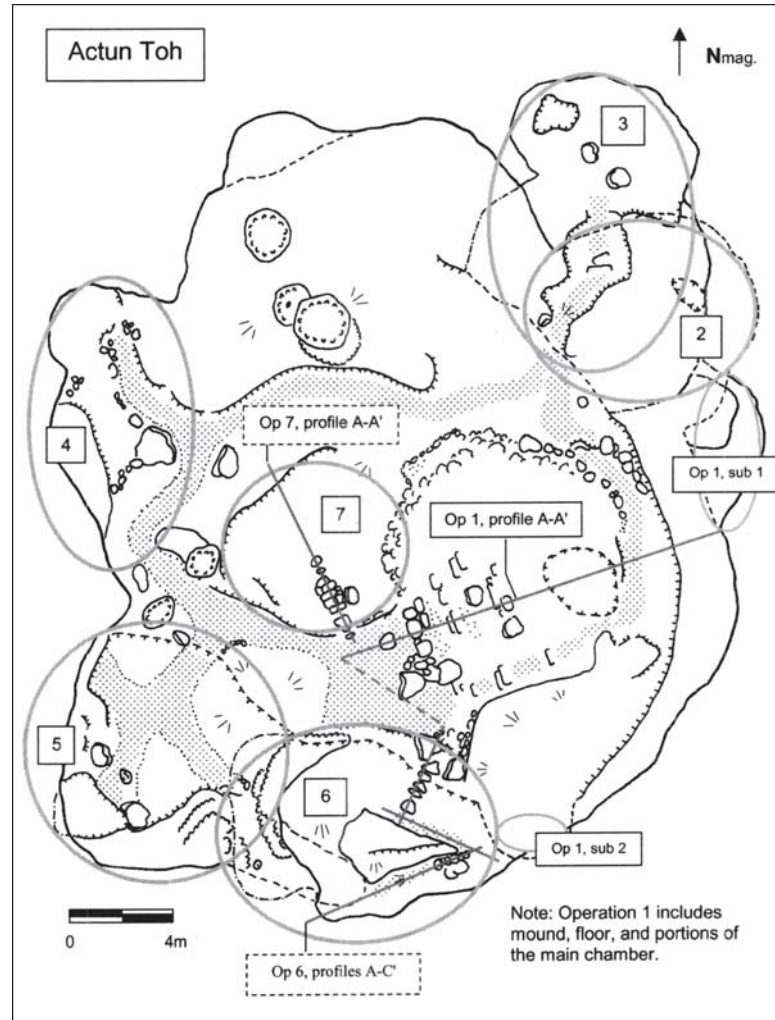 Actun Toh
Nmag.
3
2
4
Op 7, profile A-A'
Op 1, sub 1
7
Op 1, profile A-A'
5
6
Op 1, sub 2
0 4m
Op 6, profiles A-C'
Note: Operation 1 includes
mound, floor, and portions of
the main chamber.